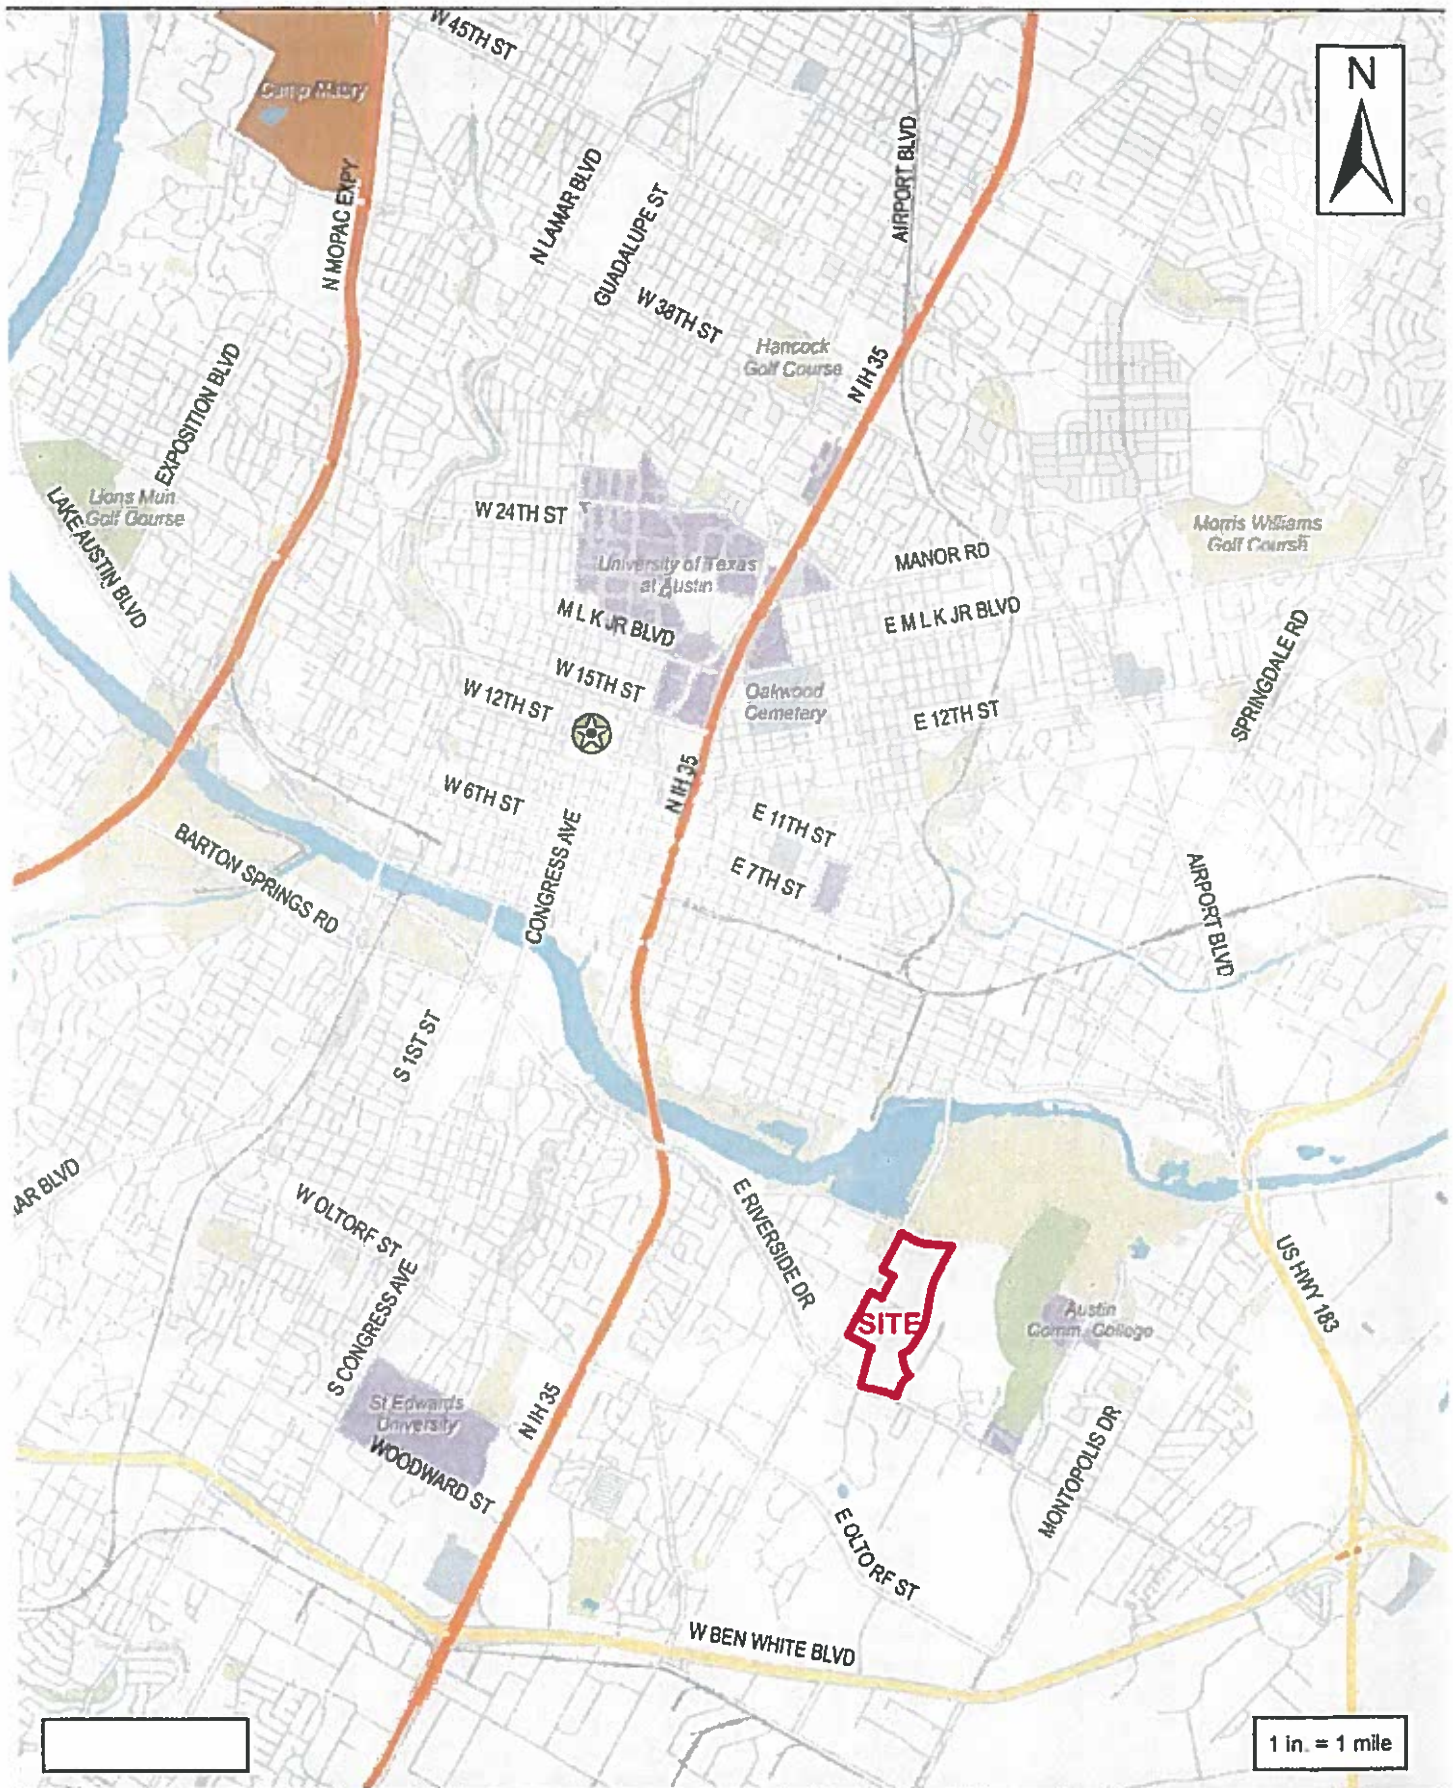 W 45TH ST
N
Camp Mabry
AIRPORT BLVD
N LAMAR BLVD
GUADALUPE ST
N MOPAC EXPY
W 38TH ST
Hancock
Golf Course
N IH 35
EXPOSITION BLVD
Lions Mun.
Golf Course
LAKE AUSTIN BLVD
W 24TH ST
Morris Williams
Golf Course
MANOR RD
University of Texas
at Austin
M L K JR BLVD
E M L K JR BLVD
SPRINGDALE RD
W 15TH ST
W 12TH ST
Oakwood
Cemetery
E 12TH ST
N IH 35
W 6TH ST
E 11TH ST
CONGRESS AVE
E 7TH ST
BARTON SPRINGS RD
AIRPORT BLVD
S 1ST ST
AR BLVD
W OLTORF ST
E RIVERSIDE DR
US HWY 183
S CONGRESS AVE
SITE
Austin
Comm. College
St Edward's
University
N IH 35
WOODWARD ST
MONTOPOLIS DR
E OLTORF ST
W BEN WHITE BLVD
1 in. = 1 mile